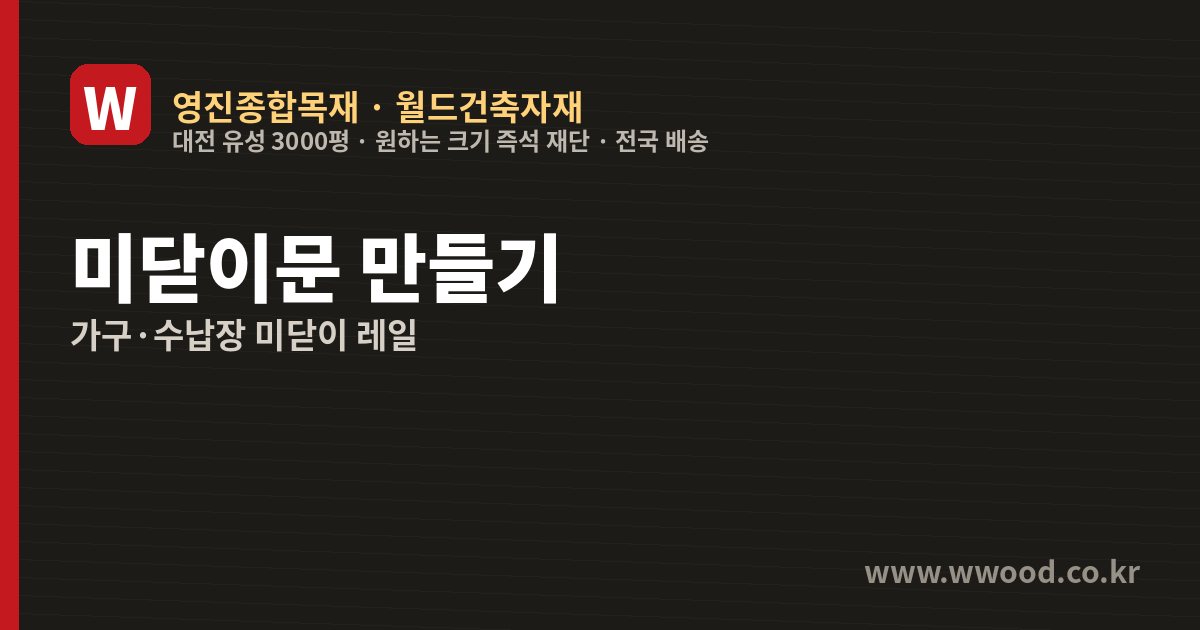 W
영진종합목재 · 월드건축자재
대전 유성 3000평 · 원하는 크기 즉석 재단 · 전국 배송
미닫이문 만들기
가구·수납장 미닫이 레일
www.wwood.co.kr